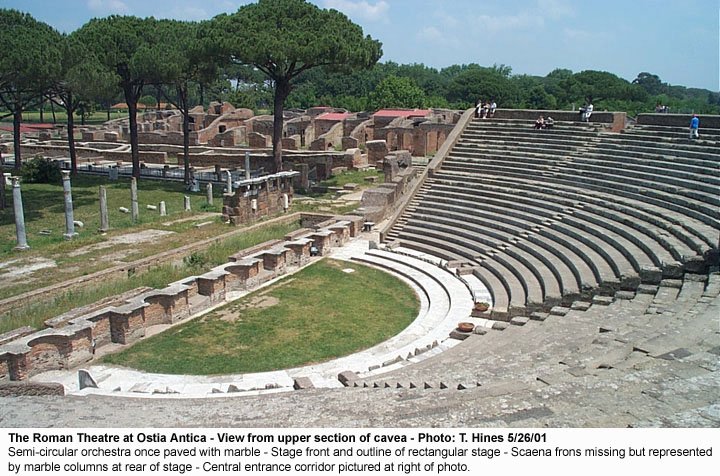 The Roman Theatre at Ostia Antica - View from upper section of cavea - Photo: T. Hines 5/26/01
Semi-circular orchestra once paved with marble - Stage front and outline of rectangular stage - Scaena frons missing but represented
by marble columns at rear of stage - Central entrance corridor pictured at right of photo.